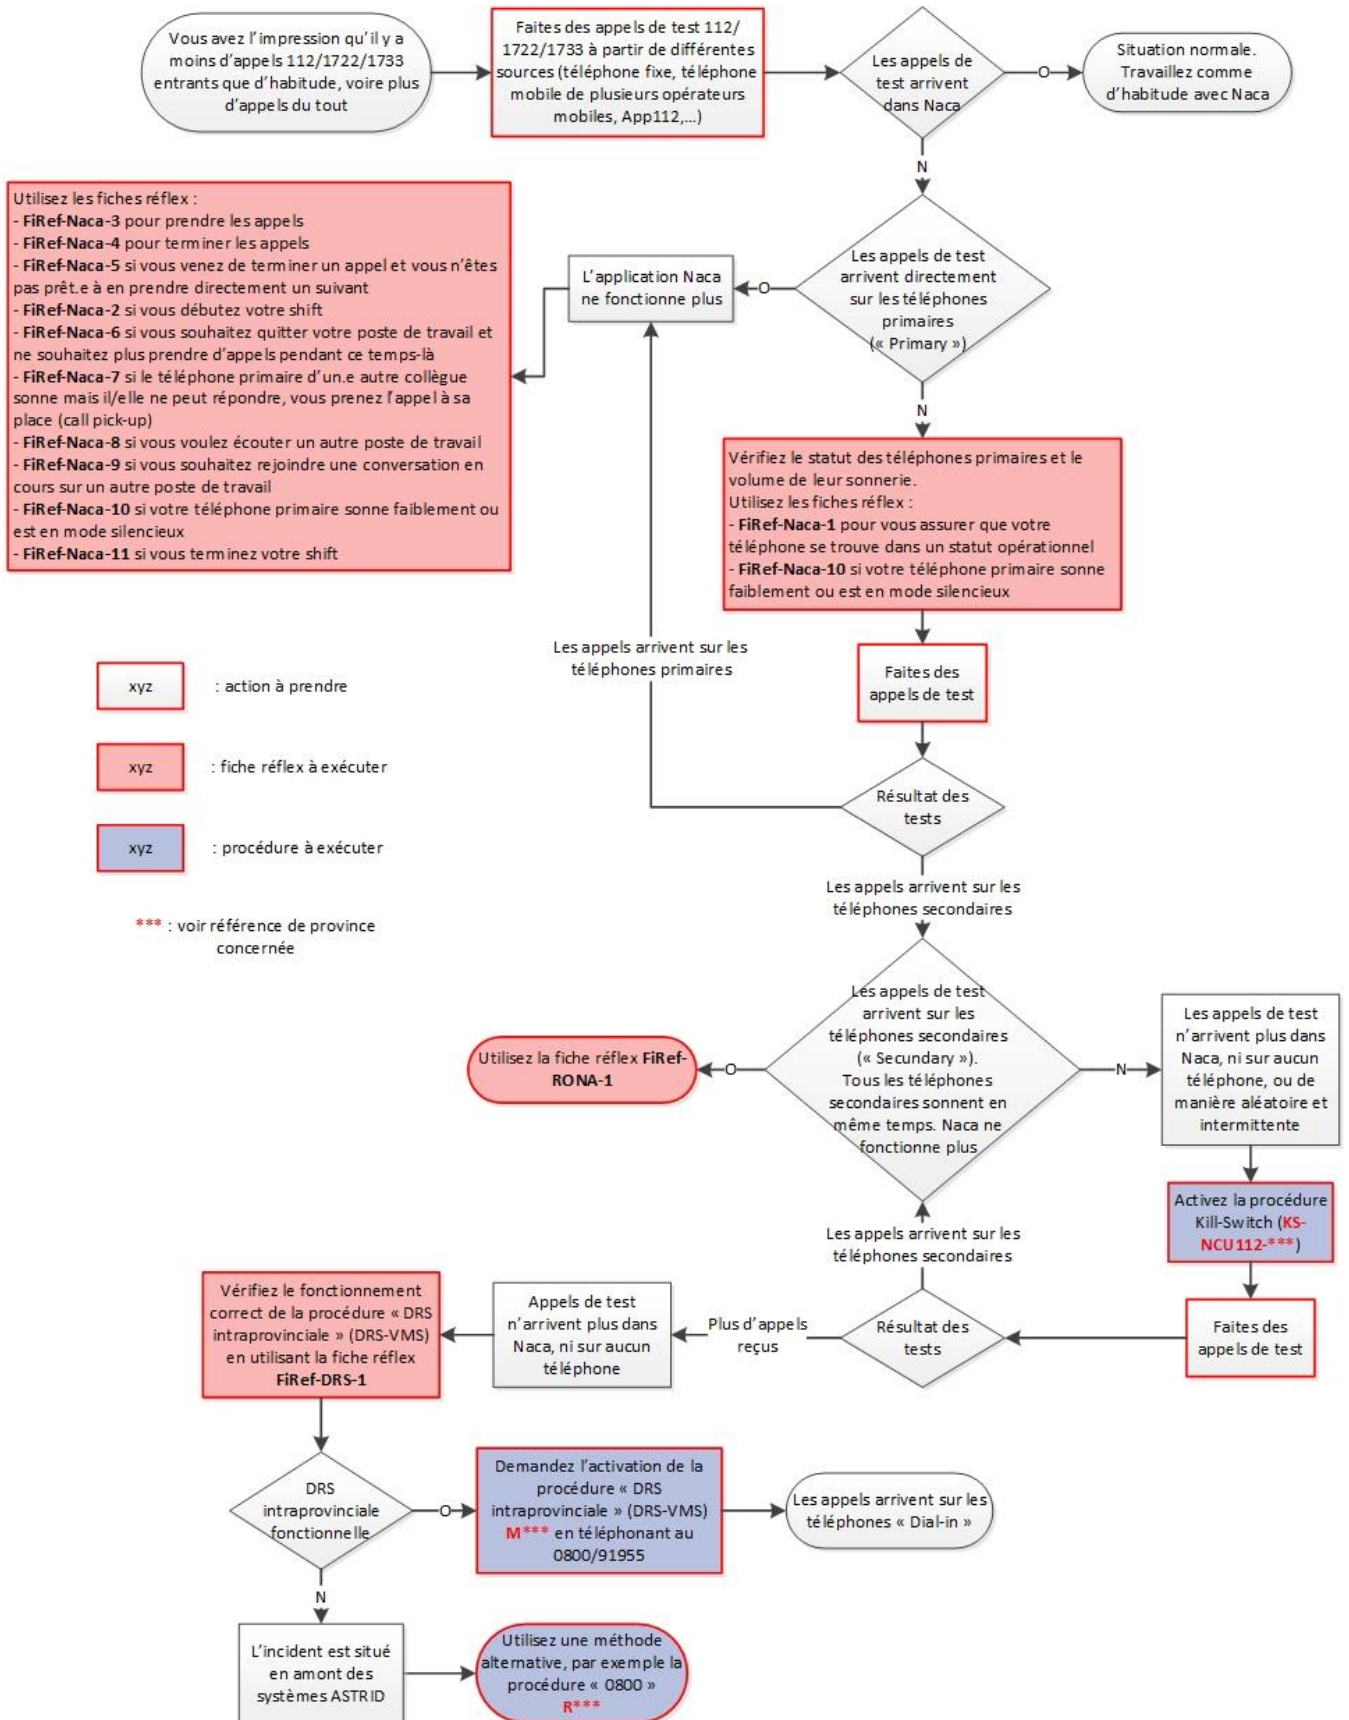 Vous avez l'impression qu'il y a
moins d'appels 112/1722/1733
entrants que d'habitude, voire plus
d'appels du tout
Faites des appels de test 112/
1722/1733 à partir de différentes
sources (téléphone fixe, téléphone
mobile de plusieurs opérateurs
mobiles, App112,...)
Les appels de
test arrivent
dans Naca
O
Situation normale.
Travaillez comme
d'habitude avec Naca
N
Utilisez les fiches réflex :
- FiRef-Naca-3 pour prendre les appels
- FiRef-Naca-4 pour terminer les appels
- FiRef-Naca-5 si vous venez de terminer un appel et vous n'êtes
pas prêt.e à en prendre directement un suivant
- FiRef-Naca-2 si vous débutez votre shift
- FiRef-Naca-6 si vous souhaitez quitter votre poste de travail et
ne souhaitez plus prendre d'appels pendant ce temps-là
- FiRef-Naca-7 si le téléphone primaire d'un.e autre collègue
sonne mais il/elle ne peut répondre, vous prenez l'appel à sa
place (call pick-up)
- FiRef-Naca-8 si vous voulez écouter un autre poste de travail
- FiRef-Naca-9 si vous souhaitez rejoindre une conversation en
cours sur un autre poste de travail
- FiRef-Naca-10 si votre téléphone primaire sonne faiblement ou
est en mode silencieux
- FiRef-Naca-11 si vous terminez votre shift
L'application Naca
ne fonctionne plus
O
Les appels de test
arrivent directement
sur les téléphones
primaires
(« Primary »)
N
Vérifiez le statut des téléphones primaires et le
volume de leur sonnerie.
Utilisez les fiches réflex :
- FiRef-Naca-1 pour vous assurer que votre
téléphone se trouve dans un statut opérationnel
- FiRef-Naca-10 si votre téléphone primaire sonne
faiblement ou est en mode silencieux
Les appels arrivent sur les
téléphones primaires
Faites des
appels de test
xyz
: action à prendre
xyz
: fiche réflex à exécuter
xyz
: procédure à exécuter
*** : voir référence de province
concernée
Résultat des
tests
Les appels arrivent sur les
téléphones secondaires
Utilisez la fiche réflex FiRef-
RONA-1
O
Les appels de test
arrivent sur les
téléphones secondaires
(« Secundary »).
Tous les téléphones
secondaires sonnent en
même temps. Naca ne
fonctionne plus
N
Les appels de test
n'arrivent plus dans
Naca, ni sur aucun
téléphone, ou de
manière aléatoire et
intermittente
Activez la procédure
Kill-Switch (KS-
NCU112-***)
Faites des
appels de test
Les appels arrivent sur les
téléphones secondaires
Résultat des
tests
Plus d'appels
reçus
Appels de test
n'arrivent plus dans
Naca, ni sur aucun
téléphone
Vérifiez le fonctionnement
correct de la procédure « DRS
intraprovinciale » (DRS-VMS)
en utilisant la fiche réflex
FiRef-DRS-1
DRS
intraprovinciale
fonctionnelle
O
Demandez l'activation de la
procédure « DRS
intraprovinciale » (DRS-VMS)
M*** en téléphonant au
0800/91955
Les appels arrivent sur les
téléphones « Dial-in »
N
L'incident est situé
en amont des
systèmes ASTRID
Utilisez une méthode
alternative, par exemple la
procédure « 0800 »
R***